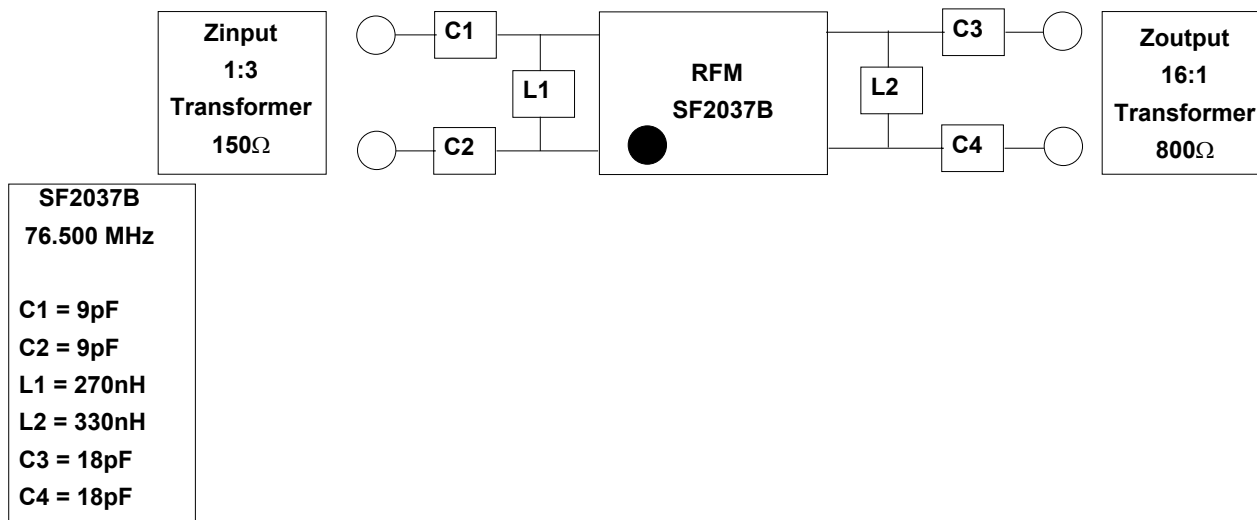 Zinput
1:3
Transformer
150Ω
C1
L1
C2
RFM
SF2037B
C3
L2
C4
Zoutput
16:1
Transformer
800Ω
SF2037B
76.500 MHz
C1 = 9pF
C2 = 9pF
L1 = 270nH
L2 = 330nH
C3 = 18pF
C4 = 18pF